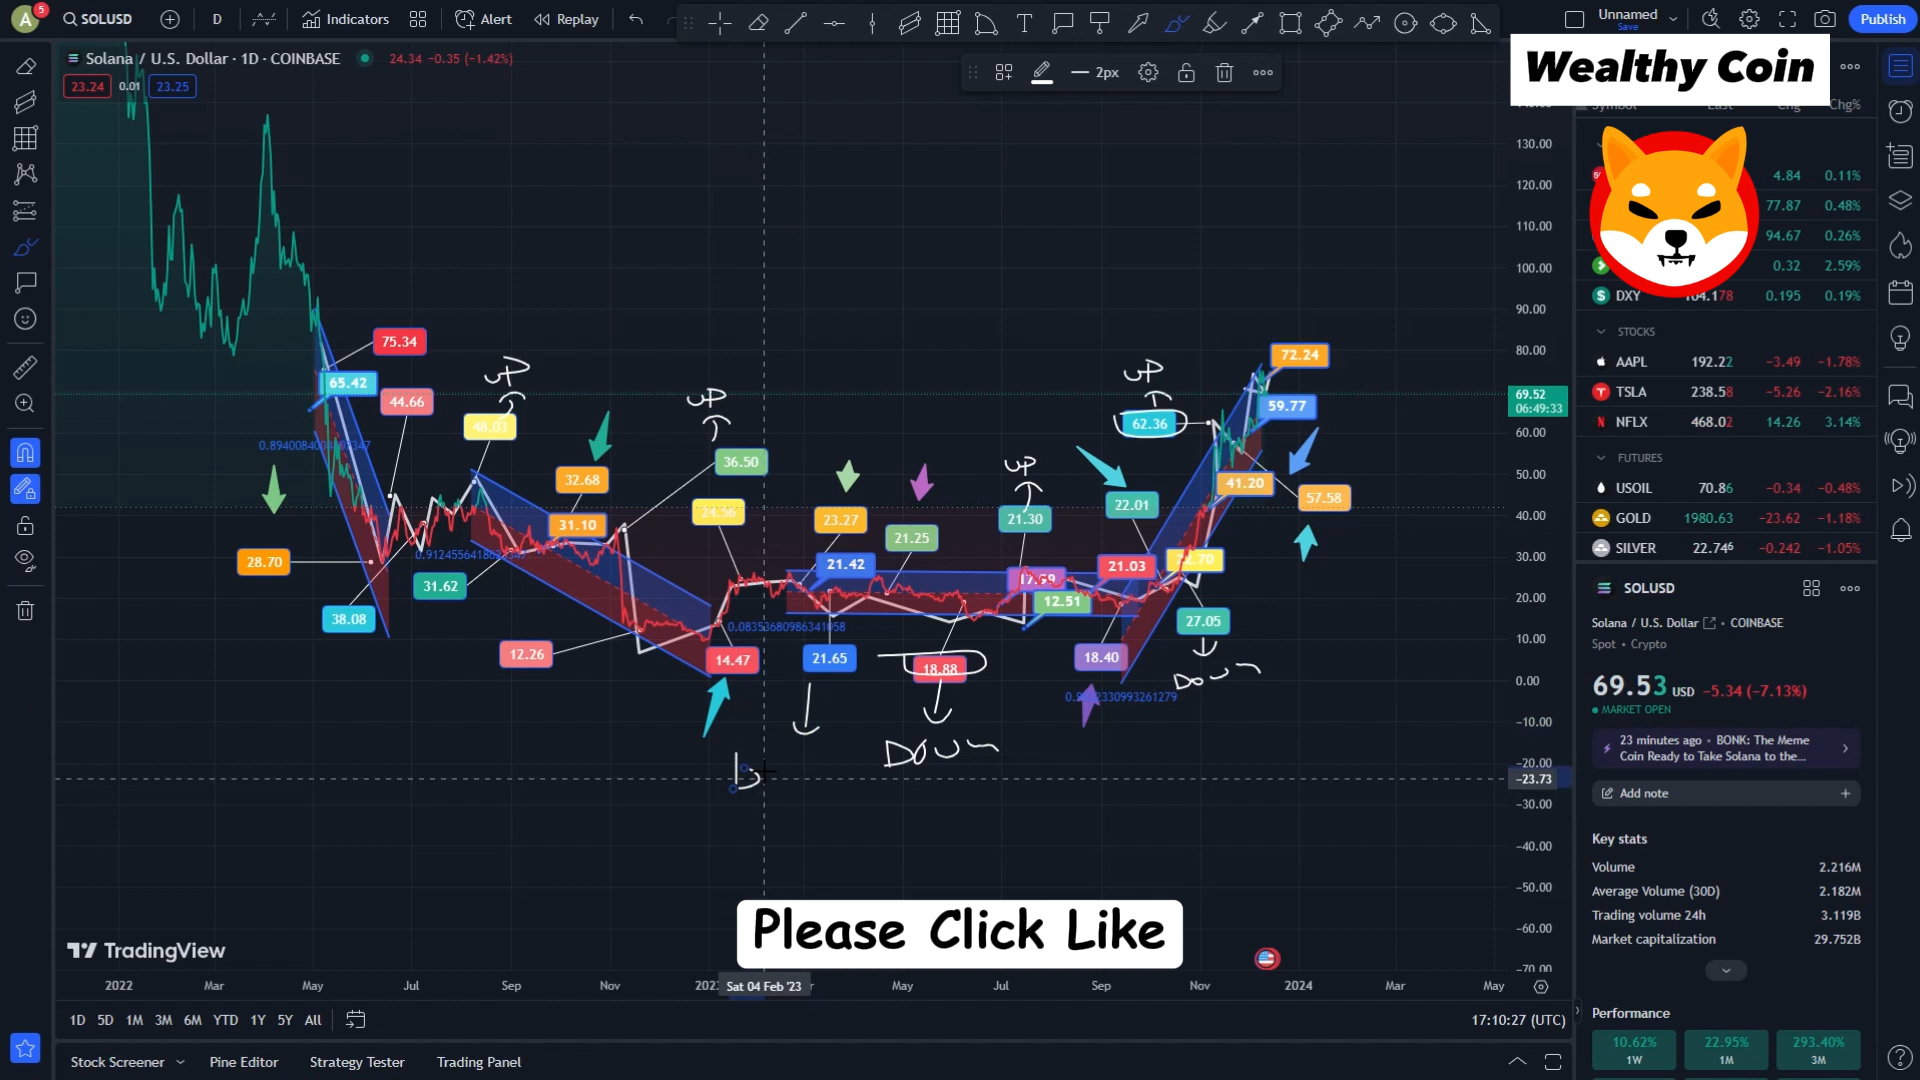 A 5 SOLUSD D Indicators Alert Replay Unnamed Save Publish
Solana / U.S. Dollar · 1D · COINBASE 24.34 −0.35 (−1.42%)
23.24 0.01 23.25
2px
Wealthy Coin
Chg%
130.00
120.00
110.00
100.00
90.00
80.00
69.52
06:49:33
60.00
50.00
40.00
30.00
20.00
10.00
0.00
−10.00
−20.00
−23.73
−30.00
−40.00
−50.00
−60.00
−70.00
75.34
65.42
44.66
28.70
38.08
31.62
48.03
UP
32.68
31.10
12.26
UP
36.50
24.56
14.47
23.27
21.42
21.65
21.25
18.88
Down
UP
21.30
12.51
21.03
18.40
UP
62.36
22.01
27.05
Down
41.20
72.24
59.77
57.58
0.08353680986341058
4.84 0.11%
77.87 0.48%
94.67 0.26%
0.32 2.59%
DXY 104.178 0.195 0.19%
STOCKS
AAPL 192.22 −3.49 −1.78%
TSLA 238.58 −5.26 −2.16%
NFLX 468.02 14.26 3.14%
FUTURES
USOIL 70.86 −0.34 −0.48%
GOLD 1980.63 −23.62 −1.18%
SILVER 22.746 −0.242 −1.05%
SOLUSD
Solana / U.S. Dollar · COINBASE
Spot · Crypto
69.53 USD −5.34 (−7.13%)
MARKET OPEN
23 minutes ago · BONK: The Meme
Coin Ready to Take Solana to the...
Add note
Key stats
Volume 2.216M
Average Volume (30D) 2.182M
Trading volume 24h 3.119B
Market capitalization 29.752B
Performance
10.62% 22.95% 293.40%
1W 1M 3M
Please Click Like
TradingView
2022 Mar May Jul Sep Nov Sat 04 Feb '23 May Jul Sep Nov 2024 Mar May
1D 5D 1M 3M 6M YTD 1Y 5Y All 17:10:27 (UTC)
Stock Screener Pine Editor Strategy Tester Trading Panel